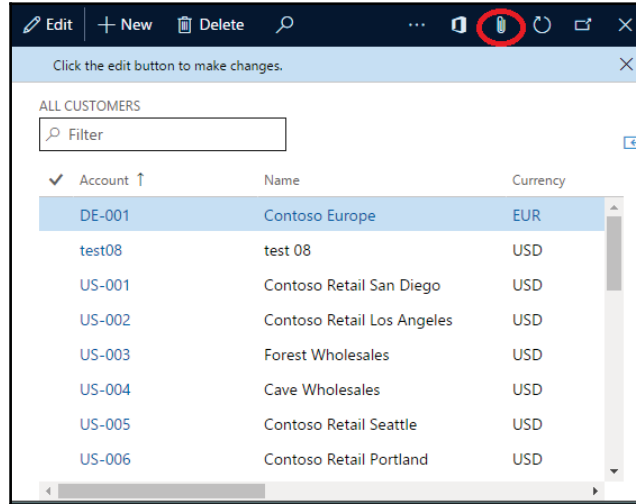 Edit + New Delete ...
Click the edit button to make changes.
ALL CUSTOMERS
Filter
Account ↑ Name Currency
DE-001 Contoso Europe EUR
test08 test 08 USD
US-001 Contoso Retail San Diego USD
US-002 Contoso Retail Los Angeles USD
US-003 Forest Wholesales USD
US-004 Cave Wholesales USD
US-005 Contoso Retail Seattle USD
US-006 Contoso Retail Portland USD